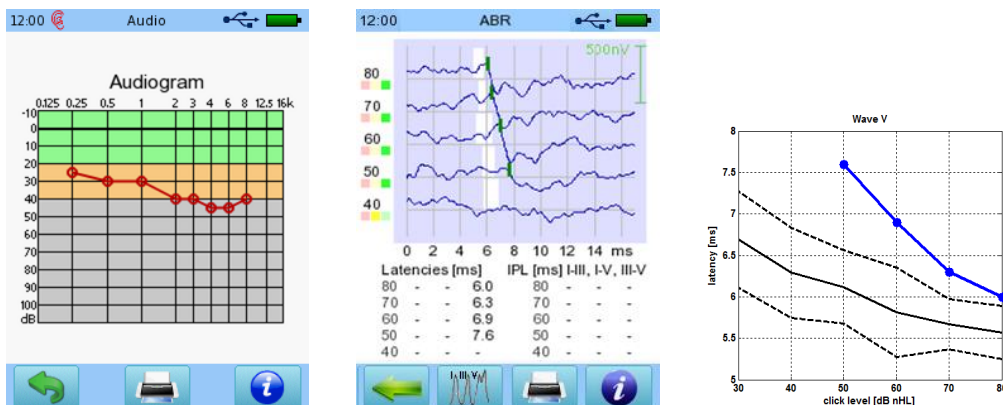 12:00 Audio
Audiogram
0.125 0.25 0.5 1 2 3 4 6 8 12.5 16k
-10
0
10
20
30
40
50
60
70
80
90
100
dB
12:00 ABR
500nV
80
70
60
50
40
0 2 4 6 8 10 12 14 ms
Latencies [ms] IPL [ms] I-III, I-V, III-V
80 - - 6.0 80 - - -
70 - - 6.3 70 - - -
60 - - 6.9 60 - - -
50 - - 7.6 50 - - -
40 - - - 40 - - -
I III V
i
i
Wave V
latency [ms]
8
7.5
7
6.5
6
5.5
5
30 40 50 60 70 80
click level [dB nHL]